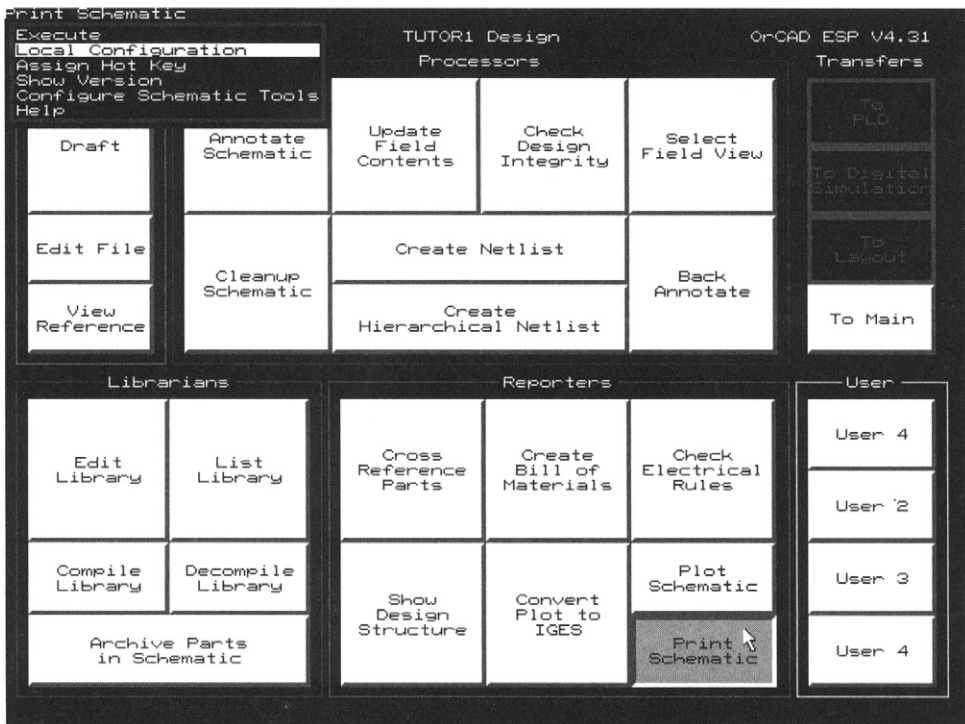 Print Schematic
Execute
Local Configuration
Assign Hot Key
Show Version
Configure Schematic Tools
Help
TUTOR1 Design
OrCAD ESP V4.31
Processors
Transfers
Draft
Edit File
View
Reference
Annotate
Schematic
Update
Field
Contents
Check
Design
Integrity
Select
Field View
Cleanup
Schematic
Create Netlist
Create
Hierarchical Netlist
Back
Annotate
To
PLD
To Digital
Simulation
To
Layout
To Main
Librarians
Edit
Library
List
Library
Compile
Library
Decompile
Library
Archive Parts
in Schematic
Reporters
Cross
Reference
Parts
Create
Bill of
Materials
Check
Electrical
Rules
Show
Design
Structure
Convert
Plot to
IGES
Plot
Schematic
Print
Schematic
User
User 4
User 2
User 3
User 4